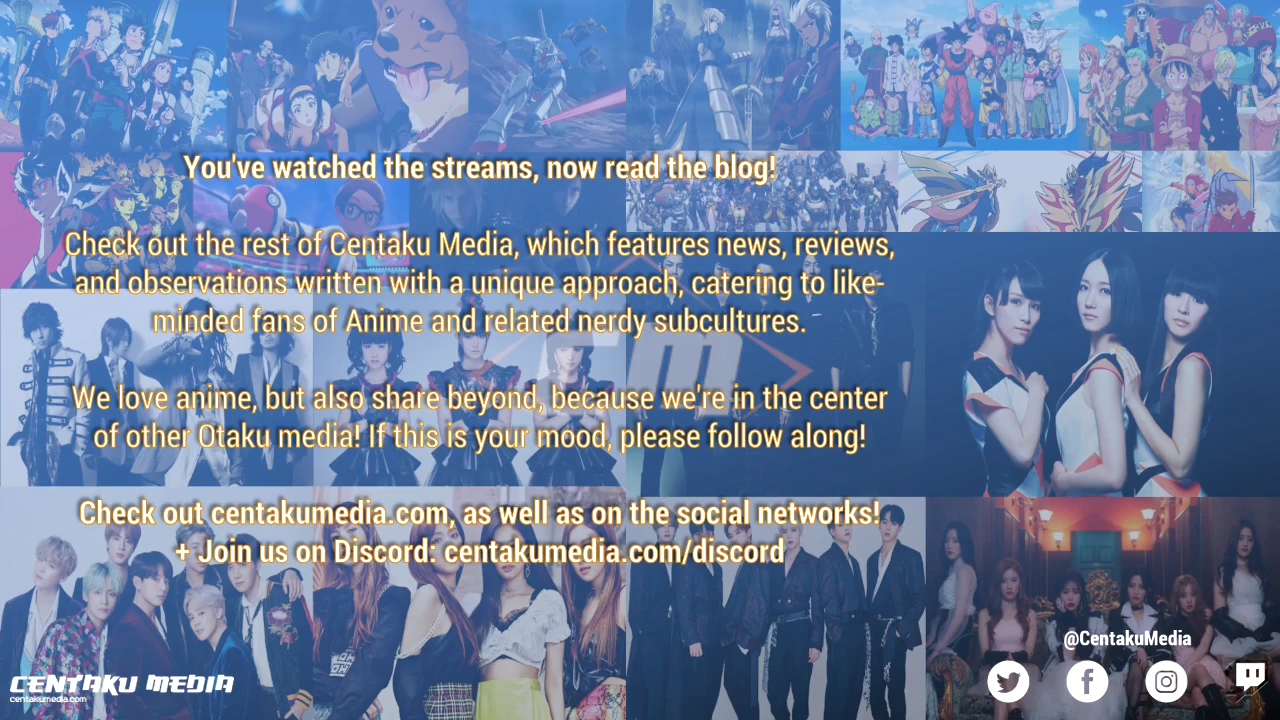 You've watched the streams, now read the blog!
Check out the rest of Centaku Media, which features news, reviews,
and observations written with a unique approach, catering to like-
minded fans of Anime and related nerdy subcultures.
We love anime, but also share beyond, because we're in the center
of other Otaku media! If this is your mood, please follow along!
Check out centakumedia.com, as well as on the social networks!
+ Join us on Discord: centakumedia.com/discord
@CentakuMedia
CENTAKU MEDIA
centakumedia.com